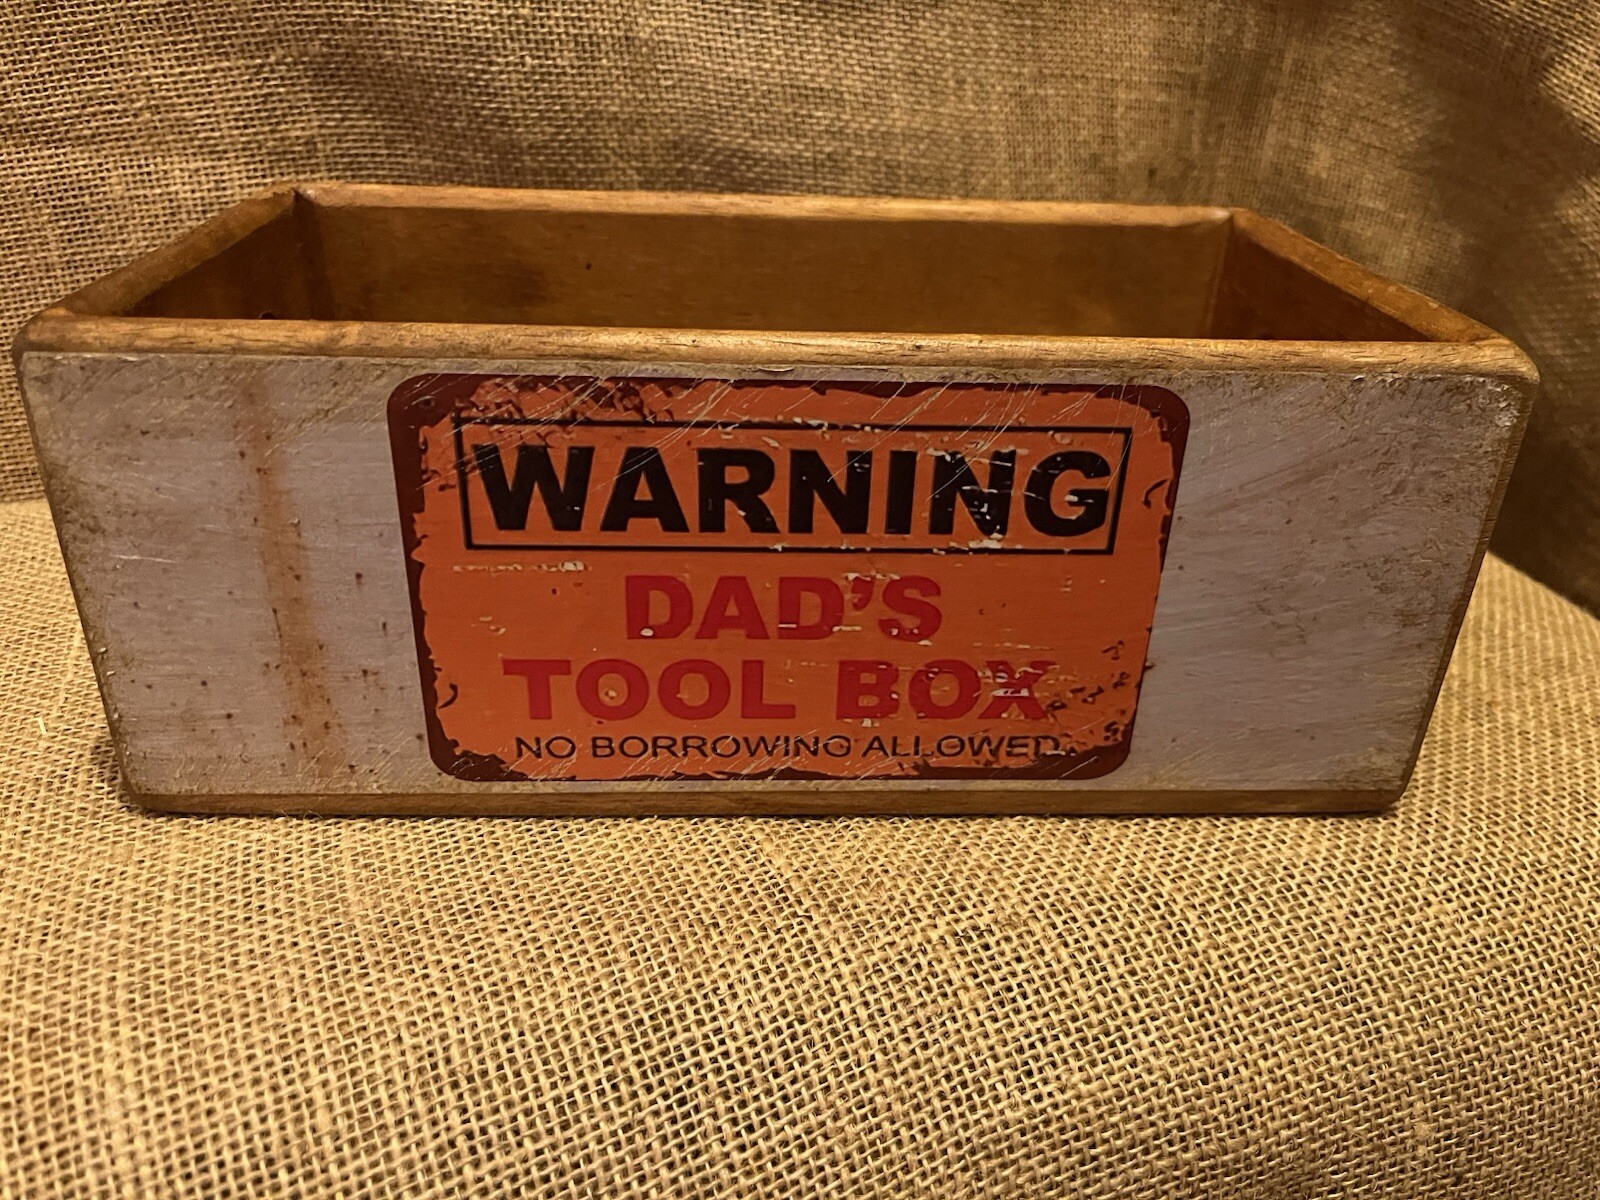 WARNING
DAD'S
TOOL BOX
NO BORROWING ALLOWED